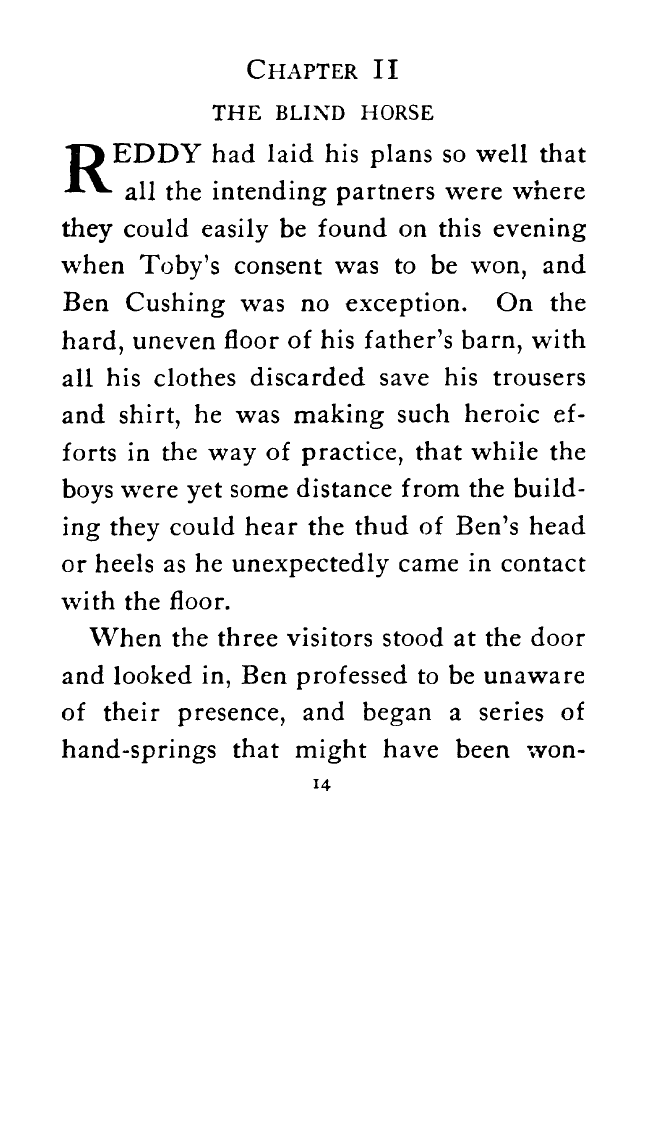 CHAPTER II
THE BLIND HORSE
REDDY had laid his plans so well that
all the intending partners were where
they could easily be found on this evening
when Toby's consent was to be won, and
Ben Cushing was no exception. On the
hard, uneven floor of his father's barn, with
all his clothes discarded save his trousers
and shirt, he was making such heroic ef-
forts in the way of practice, that while the
boys were yet some distance from the build-
ing they could hear the thud of Ben's head
or heels as he unexpectedly came in contact
with the floor.
When the three visitors stood at the door
and looked in, Ben professed to be unaware
of their presence, and began a series of
hand-springs that might have been won-
14